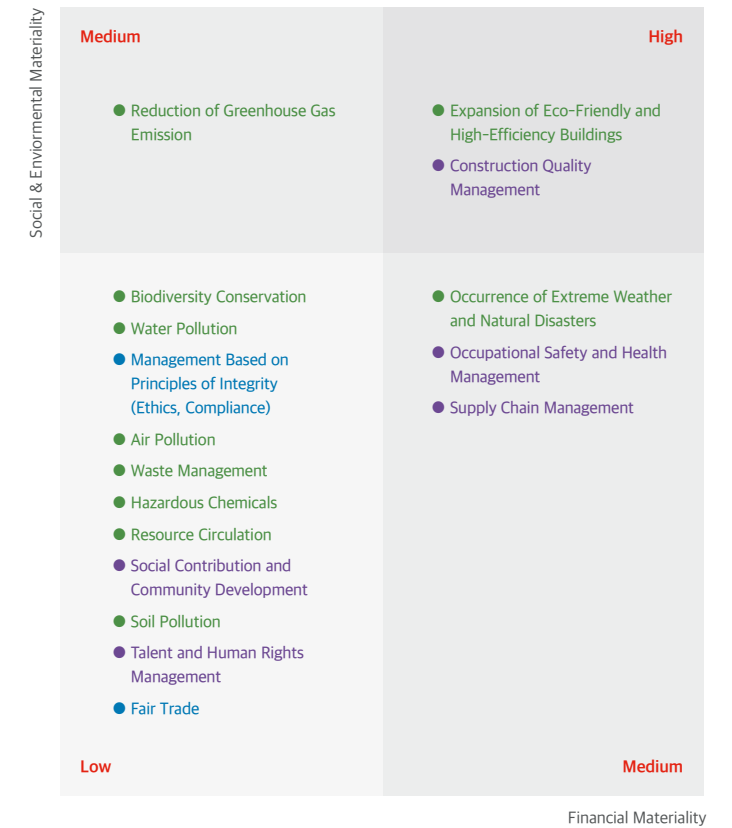 Social & Enviormental Materiality
Medium
High
Reduction of Greenhouse Gas
Emission
Expansion of Eco-Friendly and
High-Efficiency Buildings
Construction Quality
Management
Biodiversity Conservation
Water Pollution
Management Based on
Principles of Integrity
(Ethics, Compliance)
Air Pollution
Waste Management
Hazardous Chemicals
Resource Circulation
Social Contribution and
Community Development
Soil Pollution
Talent and Human Rights
Management
Fair Trade
Occurrence of Extreme Weather
and Natural Disasters
Occupational Safety and Health
Management
Supply Chain Management
Low
Medium
Financial Materiality